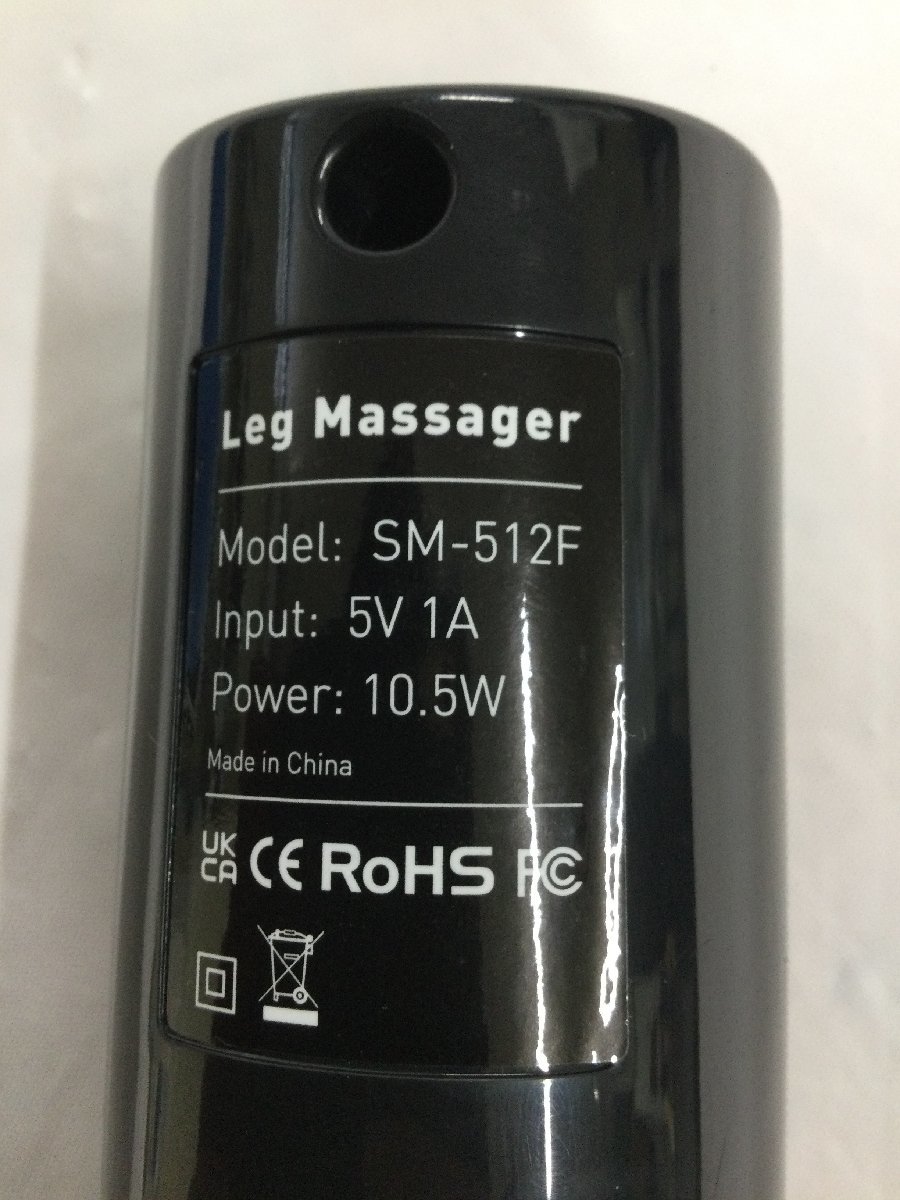 Leg Massager
Model: SM-512F
Input: 5V 1A
Power: 10.5W
Made in China
UK
CA CE RoHS FC